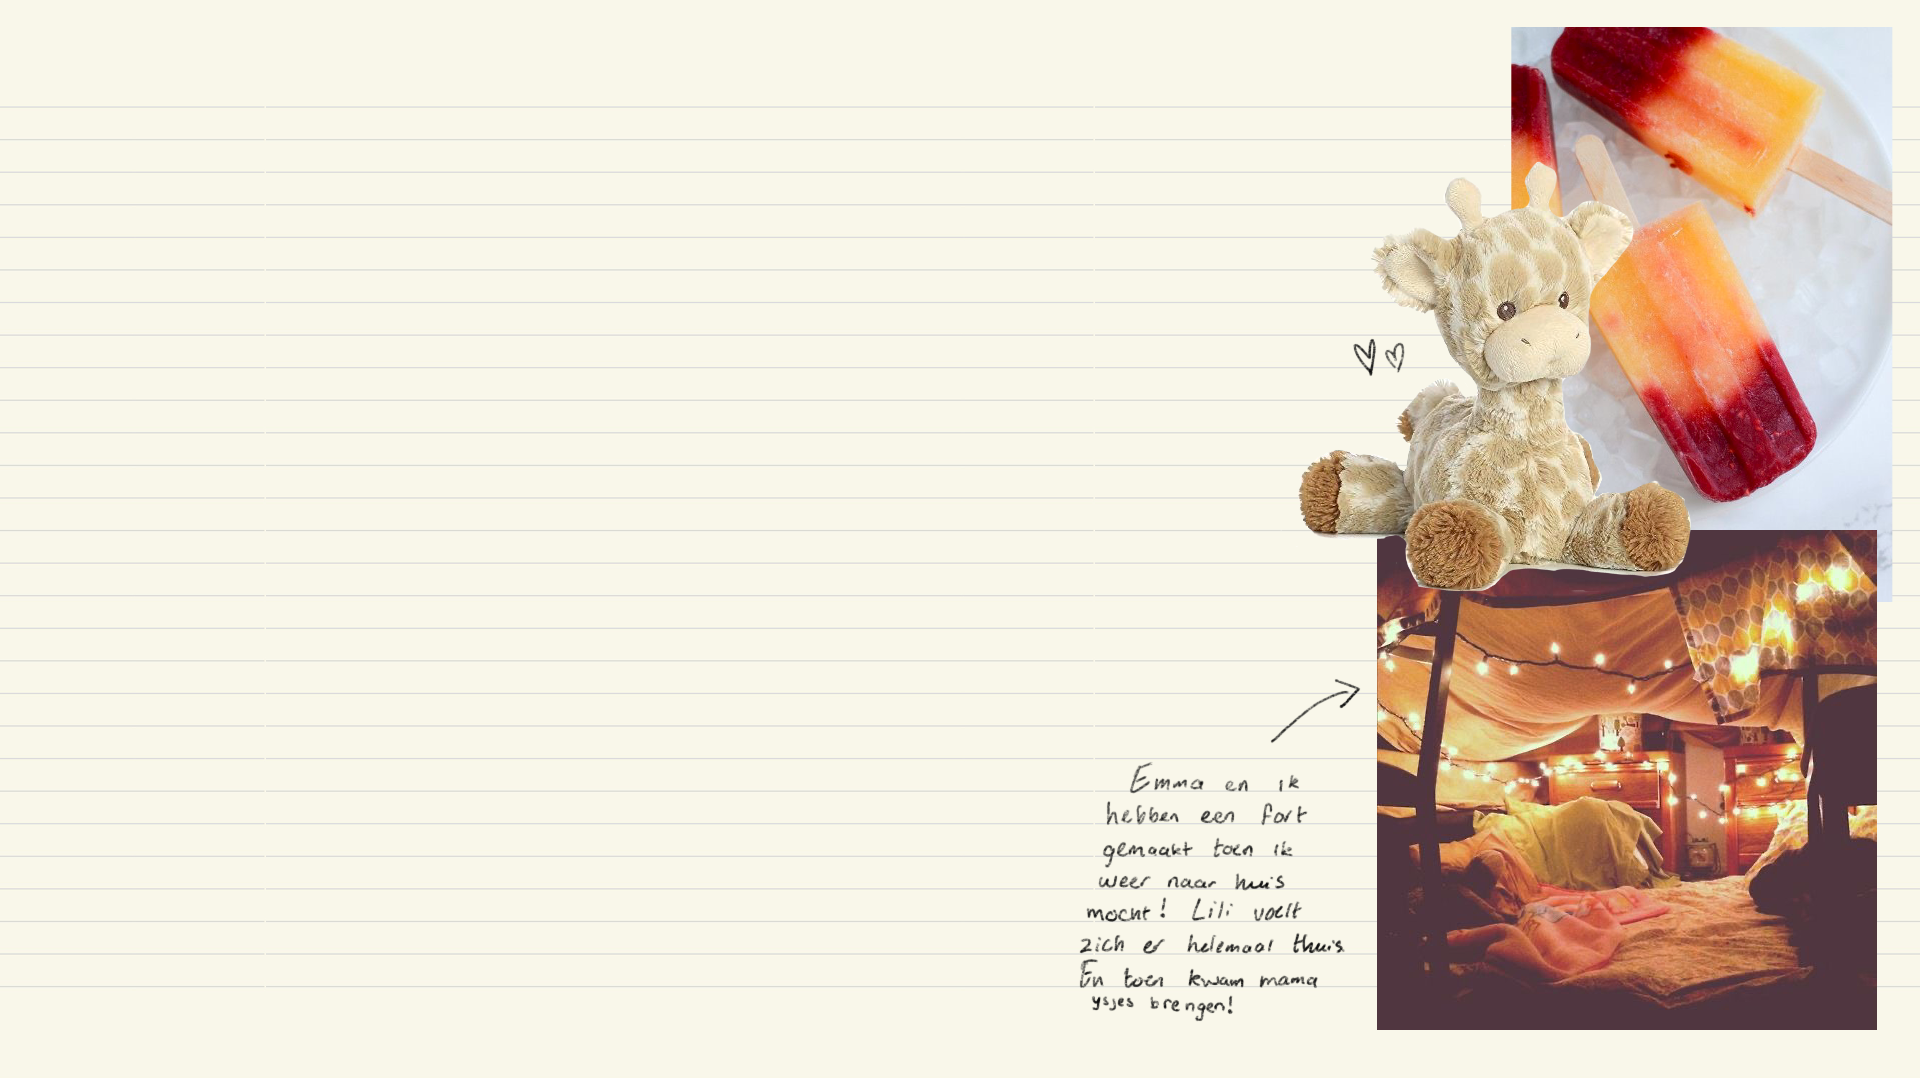 Emma en ik
hebben een fort
gemaakt toen ik
weer naar huis
mocht! Lili voelt
zich er helemaal thuis
En toen kwam mama
ysjes brengen!